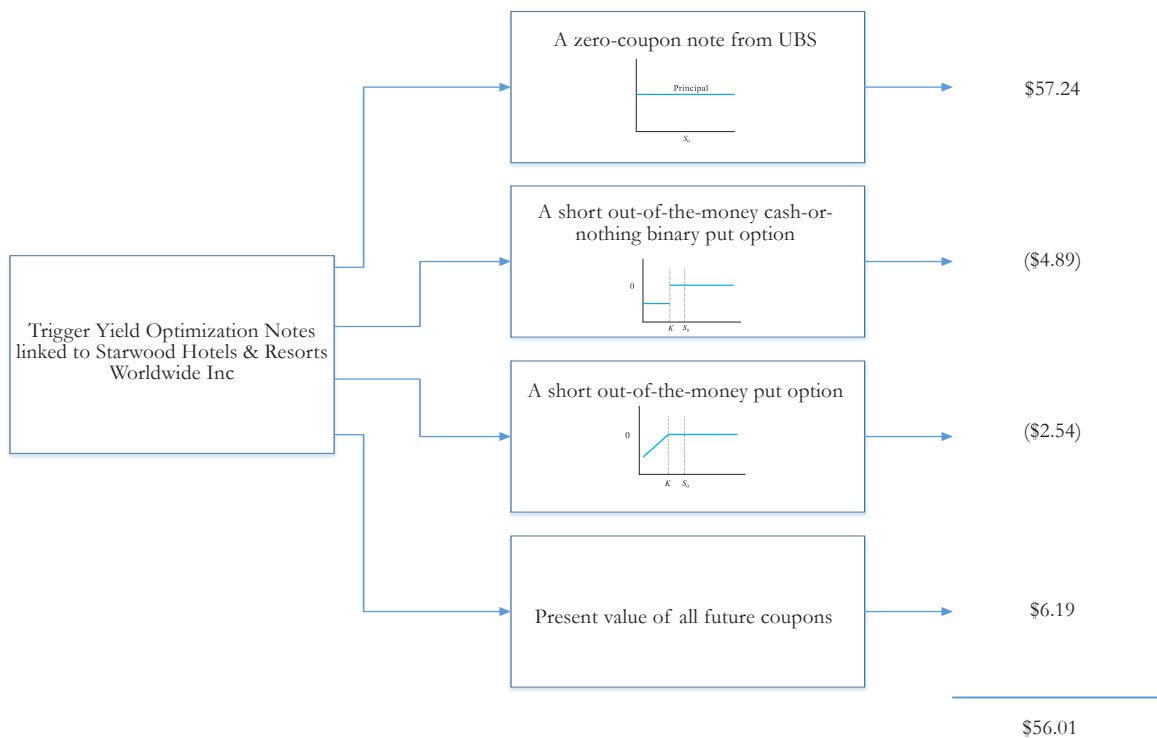 A zero-coupon note from UBS
Principal
S0
$57.24
A short out-of-the-money cash-or-
nothing binary put option
0
K
S0
($4.89)
Trigger Yield Optimization Notes
linked to Starwood Hotels & Resorts
Worldwide Inc
A short out-of-the-money put option
0
K
S0
($2.54)
Present value of all future coupons
$6.19
$56.01